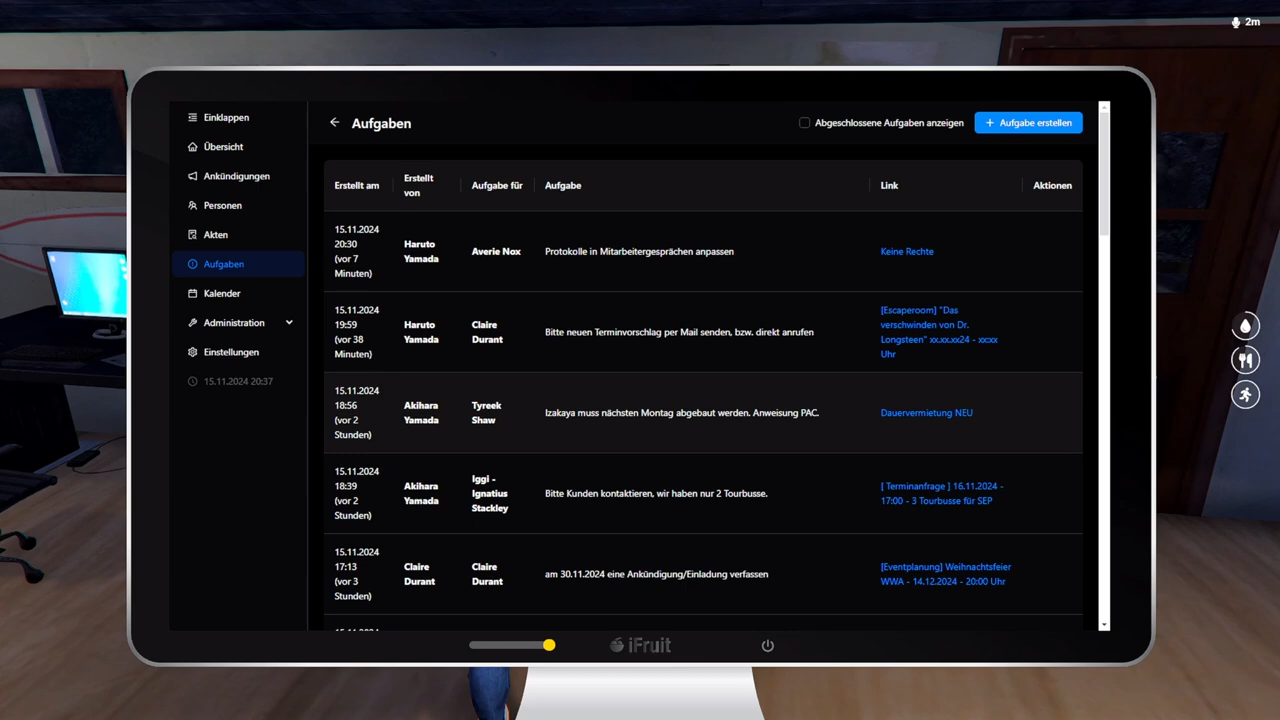 2m
Einklappen
Übersicht
Ankündigungen
Personen
Akten
Aufgaben
Kalender
Administration
Einstellungen
15.11.2024 20:37
Aufgaben
Abgeschlossene Aufgaben anzeigen
+ Aufgabe erstellen
Erstellt am
Erstellt
von
Aufgabe für
Aufgabe
Link
Aktionen
15.11.2024
20:30
(vor 7
Minuten)
Haruto
Yamada
Averie Nox
Protokolle in Mitarbeitergesprächen anpassen
Keine Rechte
15.11.2024
19:59
(vor 38
Minuten)
Haruto
Yamada
Claire
Durant
Bitte neuen Terminvorschlag per Mail senden, bzw. direkt anrufen
[Escaperoom] "Das
verschwinden von Dr.
Longsteen" xx.xx.xx24 - xx:xx
Uhr
15.11.2024
18:56
(vor 2
Stunden)
Akihara
Yamada
Tyreek
Shaw
Izakaya muss nächsten Montag abgebaut werden. Anweisung PAC.
Dauervermietung NEU
15.11.2024
18:39
(vor 2
Stunden)
Akihara
Yamada
Iggi -
Ignatius
Stackley
Bitte Kunden kontaktieren, wir haben nur 2 Tourbusse.
[ Terminanfrage ] 16.11.2024 -
17:00 - 3 Tourbusse für SEP
15.11.2024
17:13
(vor 3
Stunden)
Claire
Durant
Claire
Durant
am 30.11.2024 eine Ankündigung/Einladung verfassen
[Eventplanung] Weihnachtsfeier
WWA - 14.12.2024 - 20:00 Uhr
iFruit